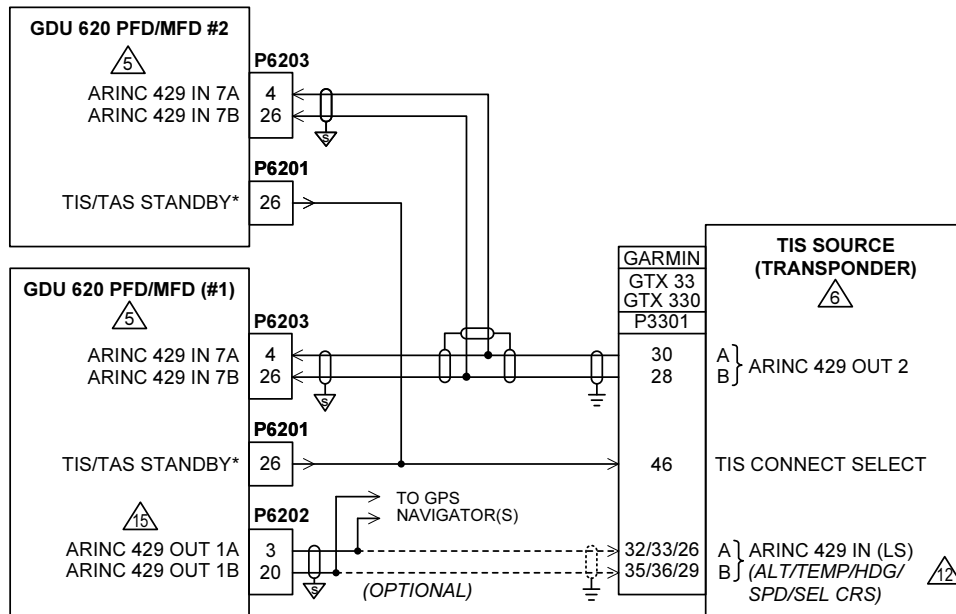 GDU 620 PFD/MFD #2
5
P6203
ARINC 429 IN 7A 4
ARINC 429 IN 7B 26
S
P6201
TIS/TAS STANDBY* 26
GDU 620 PFD/MFD (#1)
5
P6203
ARINC 429 IN 7A 4
ARINC 429 IN 7B 26
S
P6201
TIS/TAS STANDBY* 26
15
P6202
ARINC 429 OUT 1A 3
ARINC 429 OUT 1B 20
S
TO GPS
NAVIGATOR(S)
(OPTIONAL)
GARMIN
GTX 33
GTX 330
P3301
TIS SOURCE
(TRANSPONDER)
6
30 A
28 B
ARINC 429 OUT 2
46 TIS CONNECT SELECT
32/33/26 A ARINC 429 IN (LS)
35/36/29 B (ALT/TEMP/HDG/
SPD/SEL CRS)
12